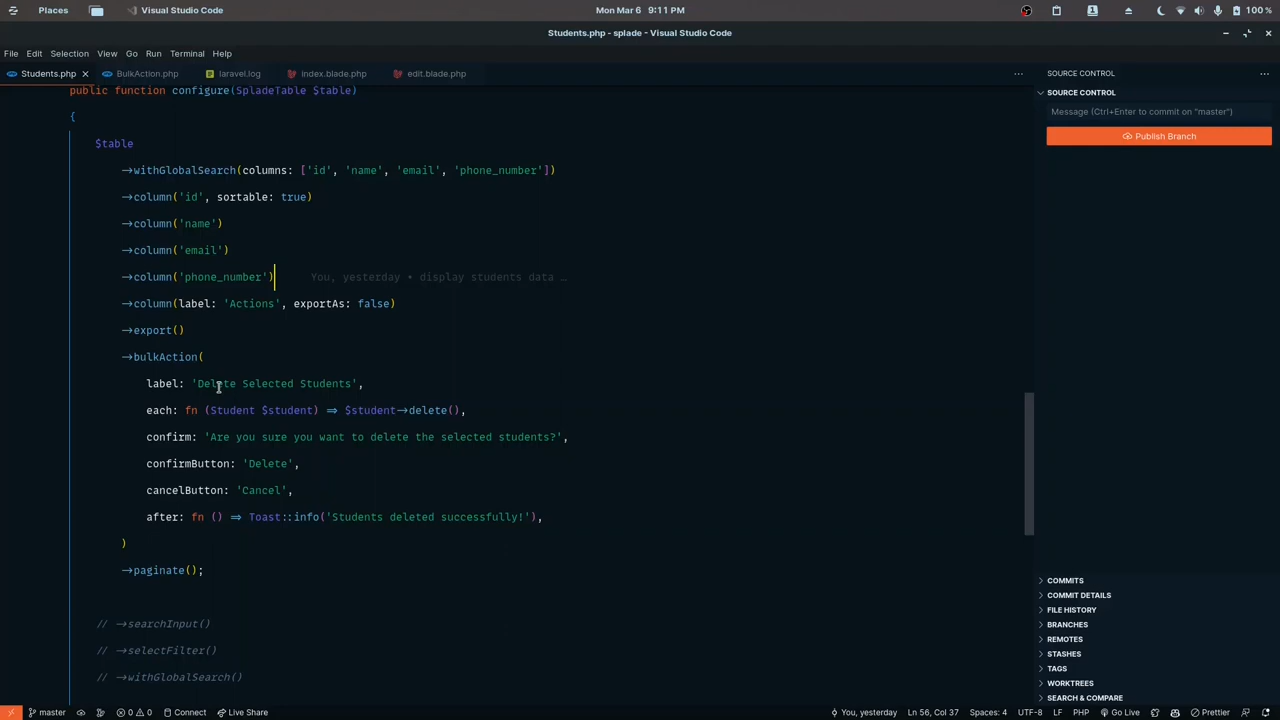 Places
Visual Studio Code
Mon Mar 6 9:11 PM
100 %
Students.php - splade - Visual Studio Code
File Edit Selection View Go Run Terminal Help
Students.php BulkAction.php laravel.log index.blade.php edit.blade.php
SOURCE CONTROL
public function configure(SpladeTable $table)
SOURCE CONTROL
Message (Ctrl+Enter to commit on "master")
{
Publish Branch
$table
->withGlobalSearch(columns: ['id', 'name', 'email', 'phone_number'])
->column('id', sortable: true)
->column('name')
->column('email')
->column('phone_number') You, yesterday • display students data …
->column(label: 'Actions', exportAs: false)
->export()
->bulkAction(
label: 'Delete Selected Students',
each: fn (Student $student) => $student->delete(),
confirm: 'Are you sure you want to delete the selected students?',
confirmButton: 'Delete',
cancelButton: 'Cancel',
after: fn () => Toast::info('Students deleted successfully!'),
)
->paginate();
// ->searchInput()
// ->selectFilter()
// ->withGlobalSearch()
COMMITS
COMMIT DETAILS
FILE HISTORY
BRANCHES
REMOTES
STASHES
TAGS
WORKTREES
SEARCH & COMPARE
master 0 0 Connect Live Share You, yesterday Ln 56, Col 37 Spaces: 4 UTF-8 LF PHP Go Live Prettier